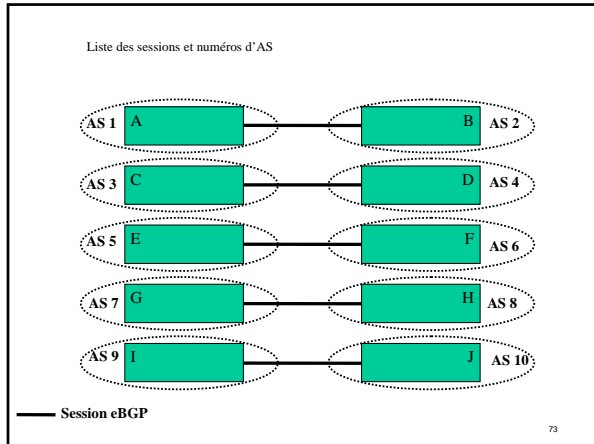 Liste des sessions et numéros d'AS
AS 1 A B AS 2
AS 3 C D AS 4
AS 5 E F AS 6
AS 7 G H AS 8
AS 9 I J AS 10
Session eBGP
73